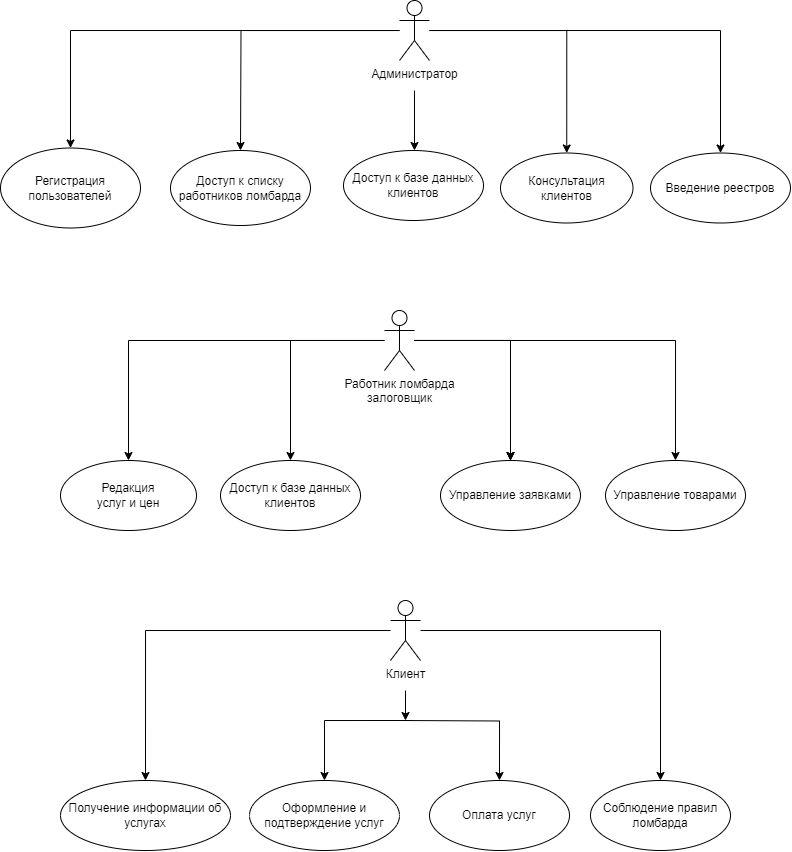 Администратор
Регистрация
пользователей
Доступ к списку
работников ломбарда
Доступ к базе данных
клиентов
Консультация
клиентов
Введение реестров
Работник ломбарда
залоговщик
Редакция
услуг и цен
Доступ к базе данных
клиентов
Управление заявками
Управление товарами
Клиент
Получение информации об
услугах
Оформление и
подтверждение услуг
Оплата услуг
Соблюдение правил
ломбарда